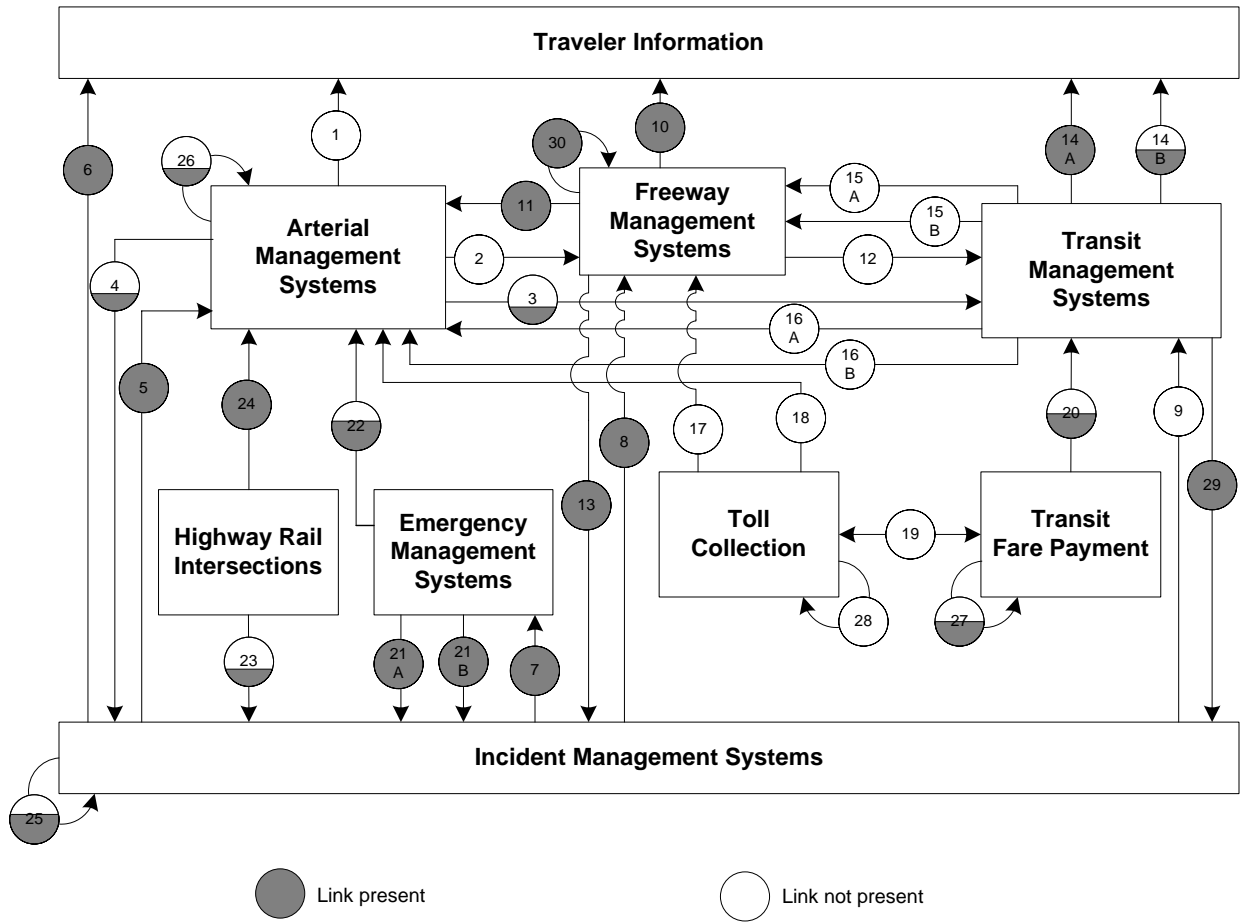 Traveler Information
1
10
6
30
14
A
14
B
26
15
A
11
Freeway
Management
Systems
15
B
Arterial
Management
Systems
2
12
Transit
Management
Systems
4
3
16
A
16
B
5
24
22
8
17
18
20
9
29
13
Highway Rail
Intersections
Emergency
Management
Systems
Toll
Collection
19
Transit
Fare Payment
28
27
23
21
A
21
B
7
Incident Management Systems
25
Link present
Link not present